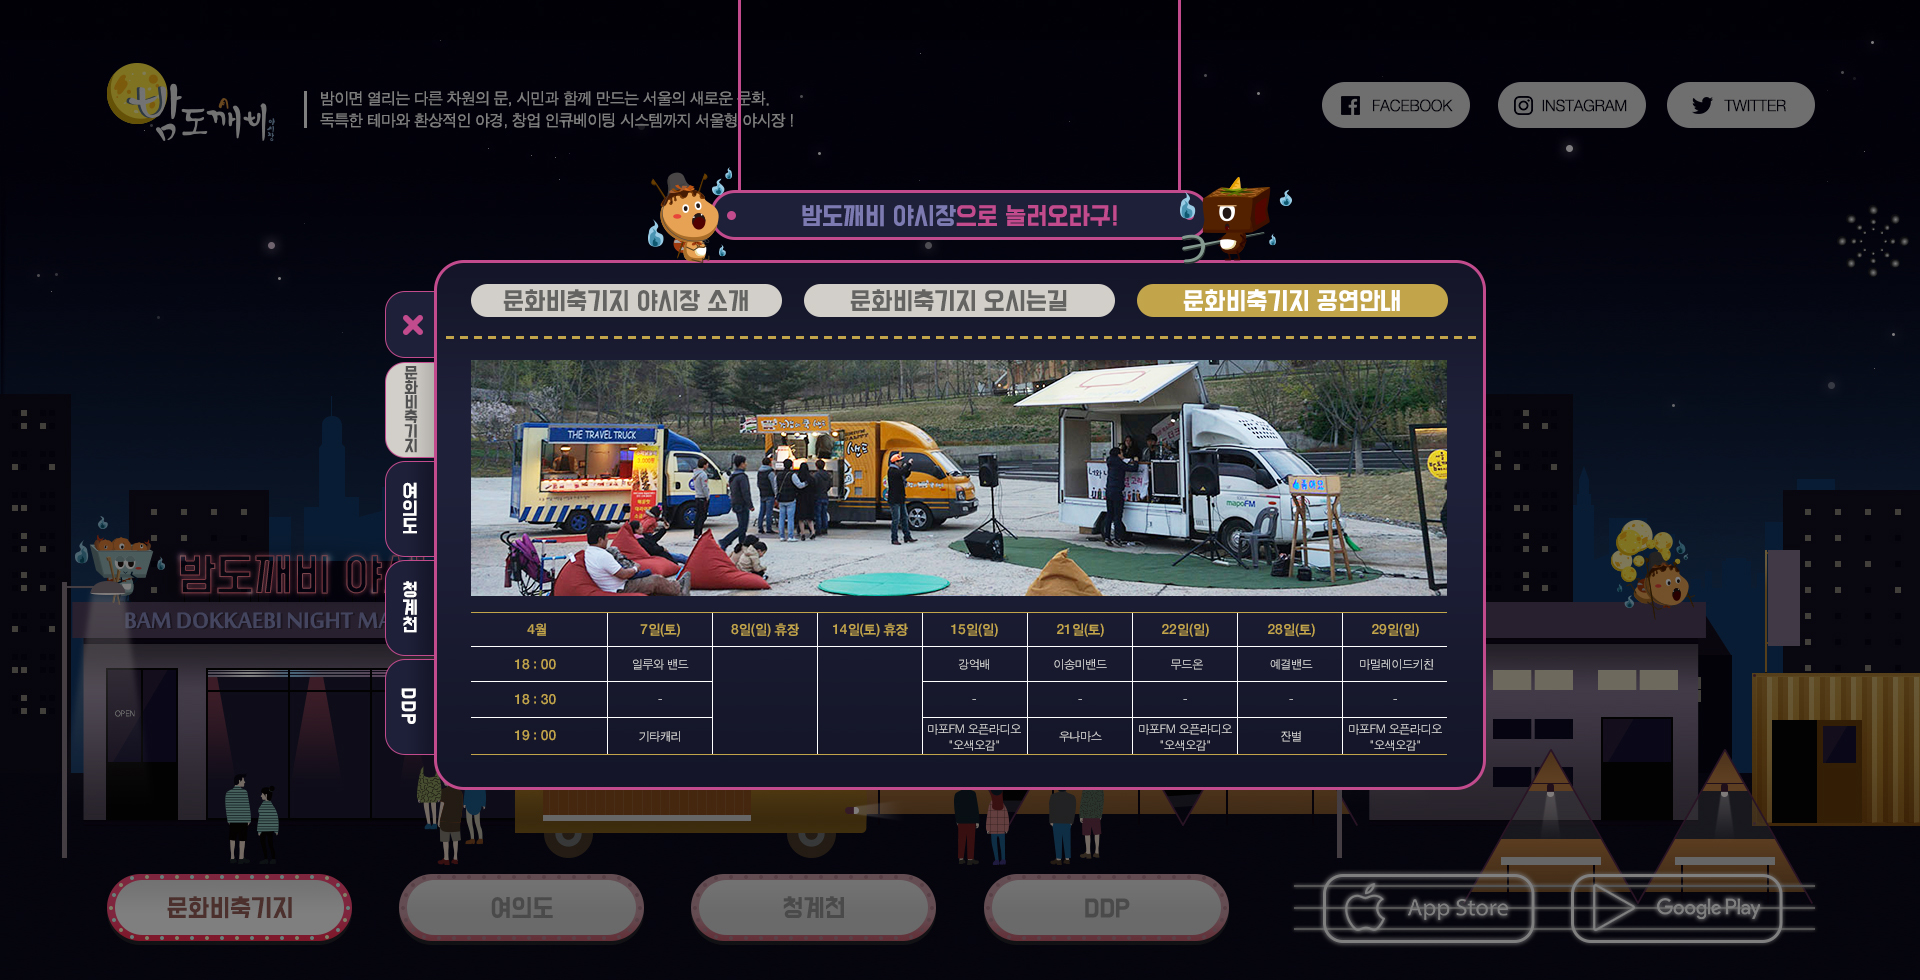 밤도깨비
야시장
밤이면 열리는 다른 차원의 문, 시민과 함께 만드는 서울의 새로운 문화.
독특한 테마와 환상적인 야경, 창업 인큐베이팅 시스템까지 서울형 야시장 !
FACEBOOK
INSTAGRAM
TWITTER
밤도깨비 야시장으로 놀러오라구!
문화비축기지 야시장 소개
문화비축기지 오시는길
문화비축기지 공연안내
문화비축기지
여의도
청계천
DDP
THE TRAVEL TRUCK
mapoFM
밤도깨비 야
BAM DOKKAEBI NIGHT MA
OPEN
4월 7일(토) 8일(일) 휴장 14일(토) 휴장 15일(일) 21일(토) 22일(일) 28일(토) 29일(일)
18 : 00 일루와 밴드 강억배 이송미밴드 무드온 예결밴드 마멀레이드키친
18 : 30 - - - - - -
19 : 00 기타캐리 마포FM 오픈라디오 "오색오감" 우나마스 마포FM 오픈라디오 "오색오감" 잔별 마포FM 오픈라디오 "오색오감"
문화비축기지
여의도
청계천
DDP
App Store
Google Play